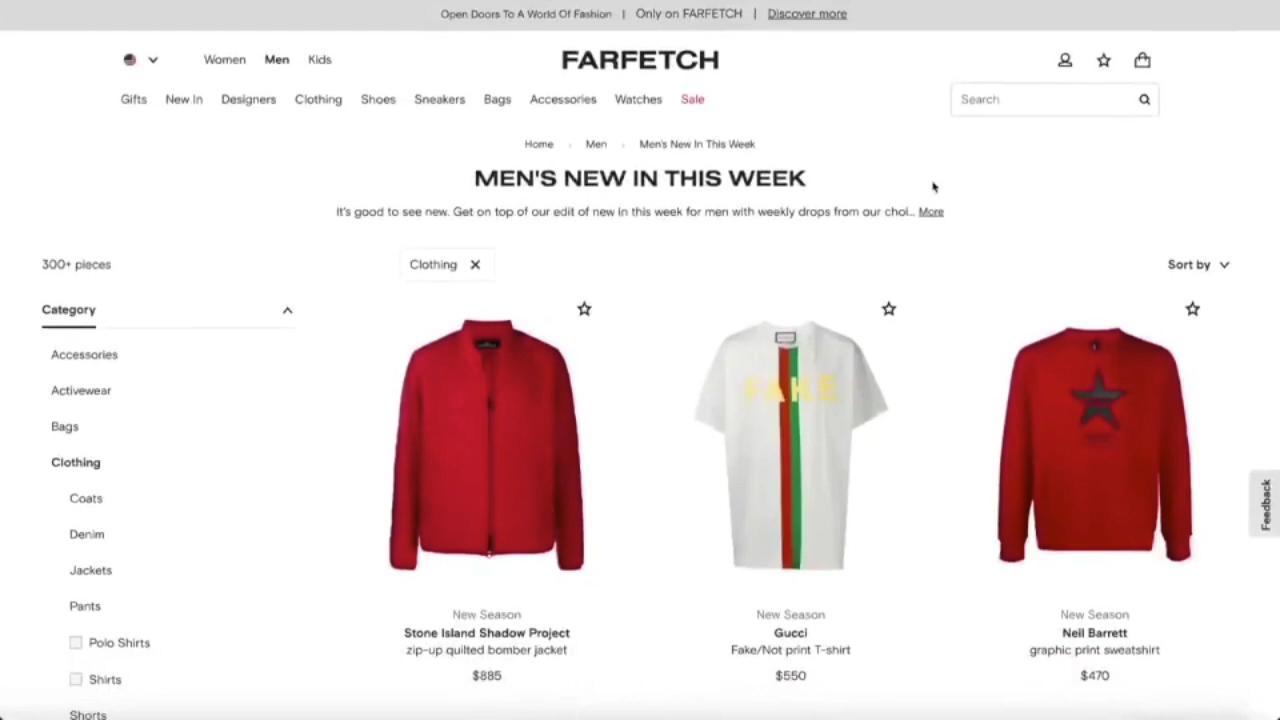 Open Doors To A World Of Fashion | Only on FARFETCH | Discover more
Women Men Kids
FARFETCH
Gifts New In Designers Clothing Shoes Sneakers Bags Accessories Watches Sale
Search
Home › Men › Men's New In This Week
MEN'S NEW IN THIS WEEK
It's good to see new. Get on top of our edit of new in this week for men with weekly drops from our choi... More
300+ pieces
Clothing ✕
Sort by
Category
Accessories
Activewear
Bags
Clothing
Coats
Denim
Jackets
Pants
Polo Shirts
Shirts
Shorts
FAKE
Feedback
New Season
Stone Island Shadow Project
zip-up quilted bomber jacket
$885
New Season
Gucci
Fake/Not print T-shirt
$550
New Season
Neil Barrett
graphic print sweatshirt
$470